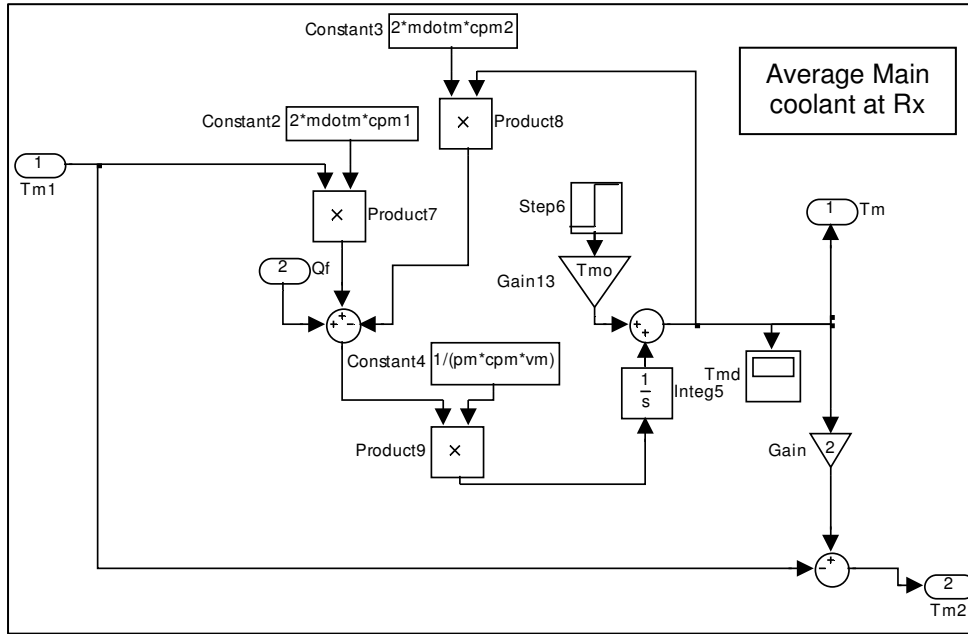 Constant3
2*mdotm*cpm2
Average Main
coolant at Rx
Constant2
2*mdotm*cpm1
×
Product8
1
Tm1
×
Product7
Step6
1
Tm
2
Qf
Tmo
Gain13
+
+
-
+
+
Constant4
1/(pm*cpm*vm)
1
s
Integ5
Tmd
Product9
×
Gain
2
-
+
2
Tm2